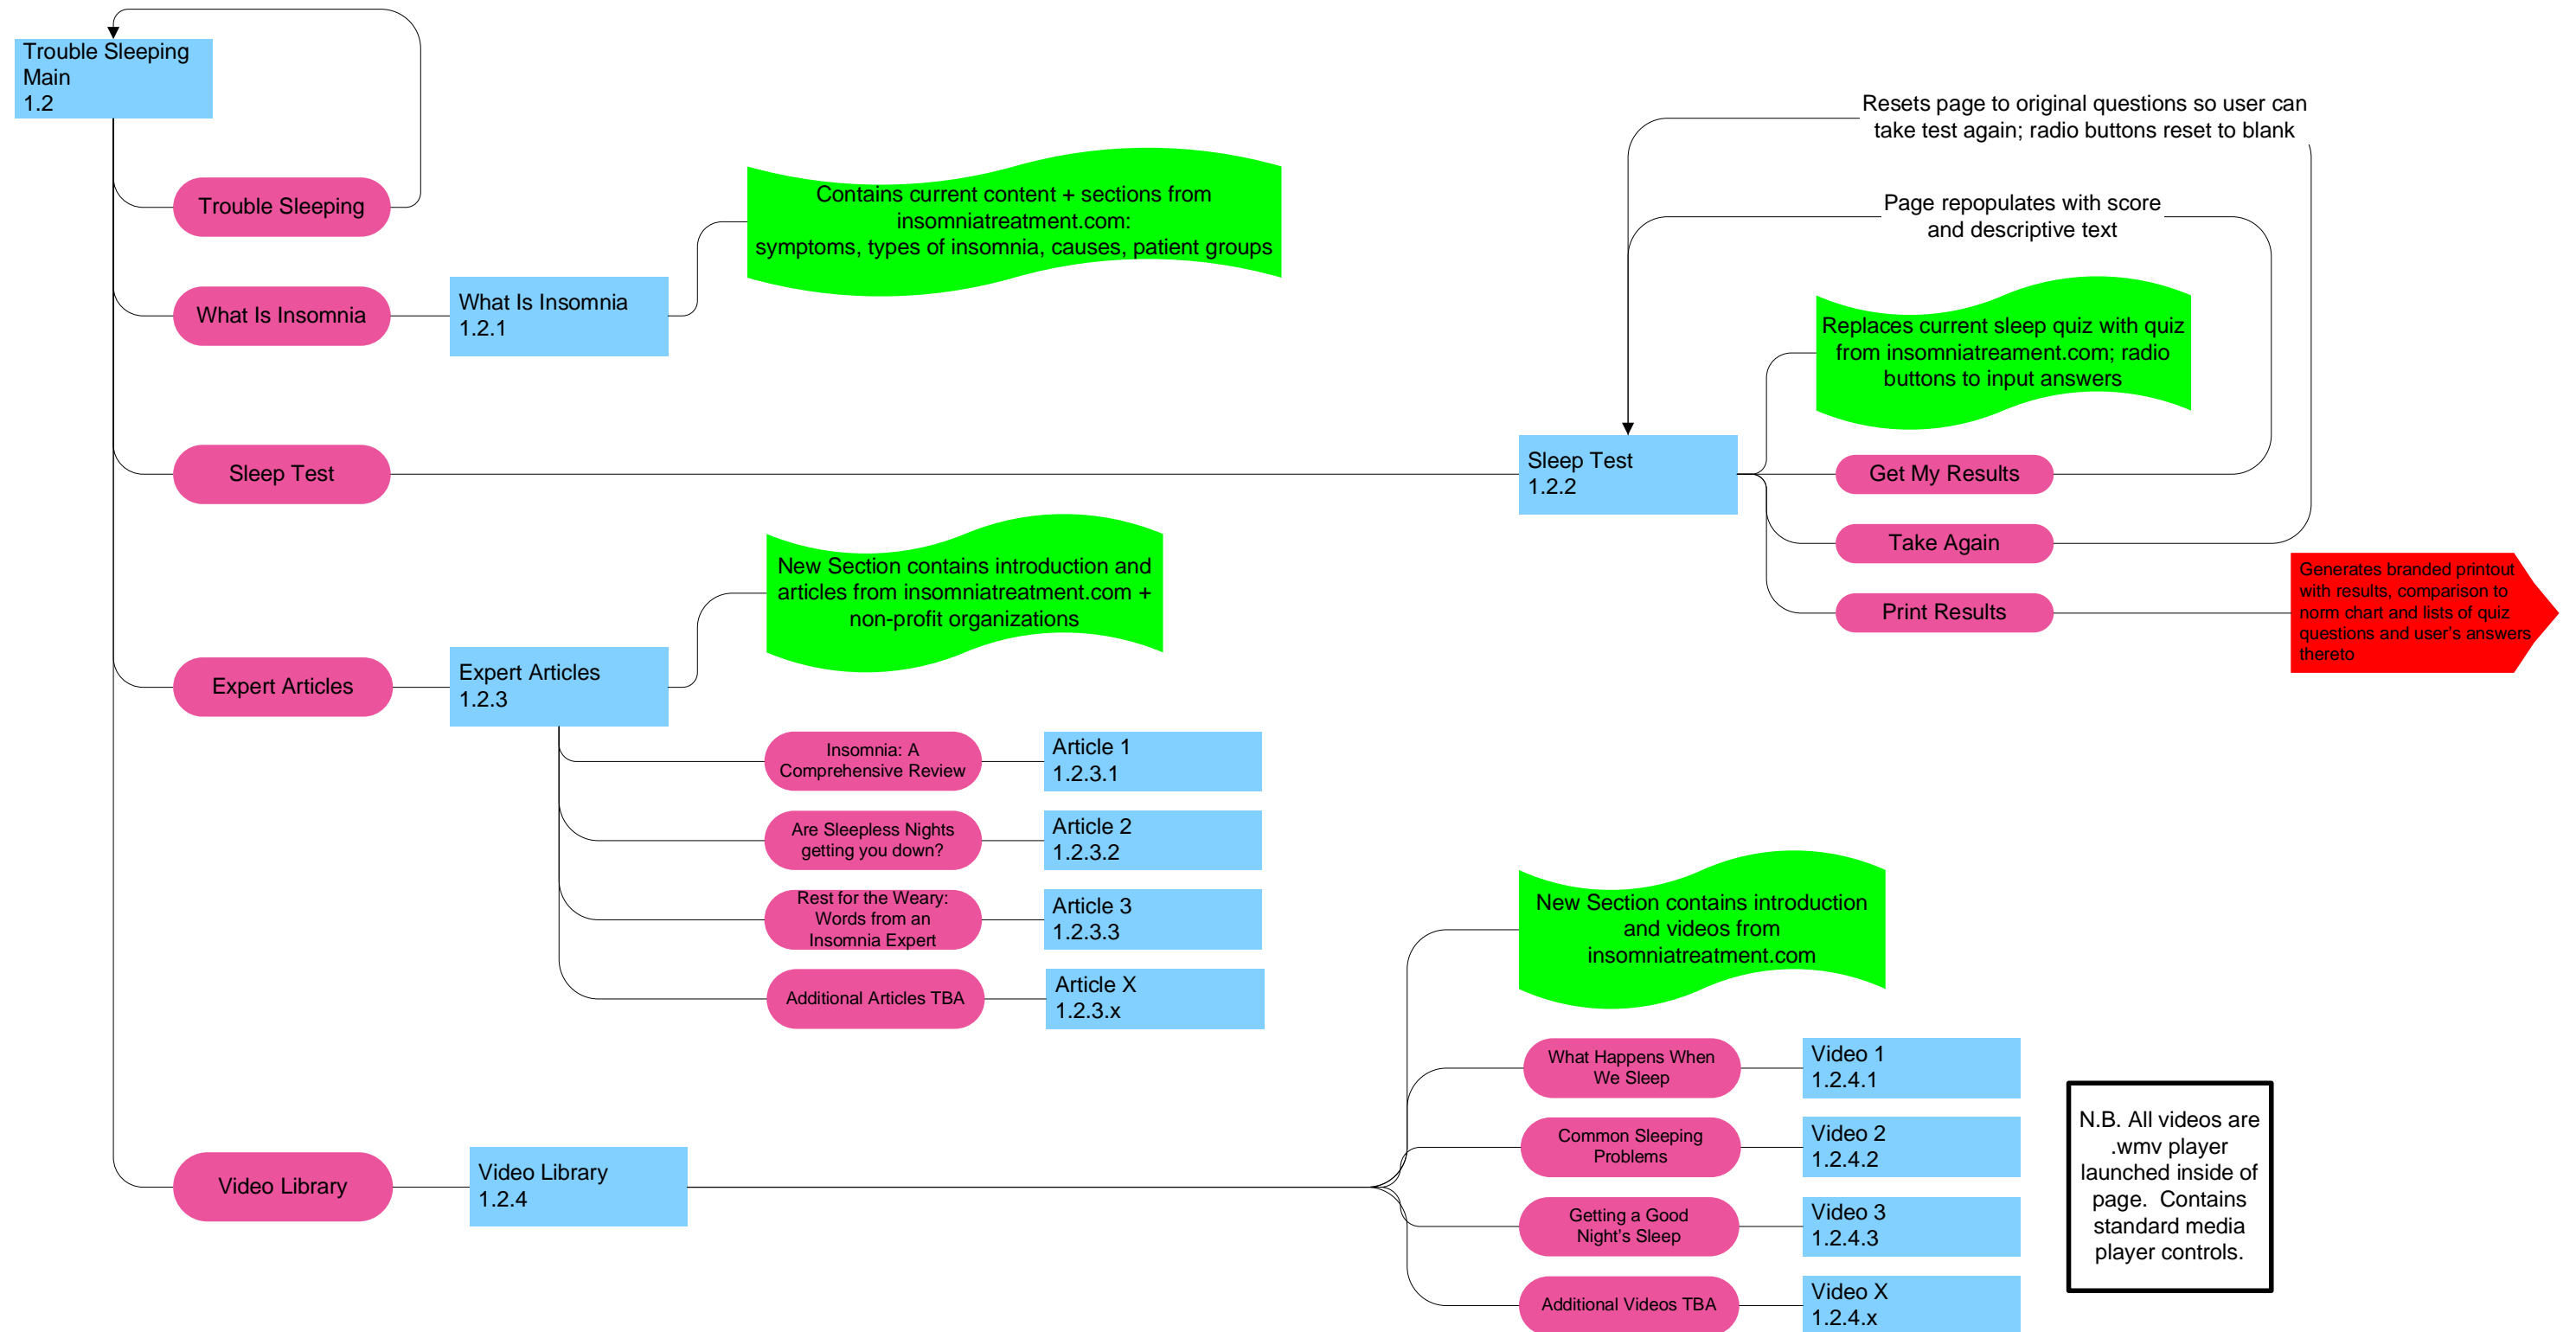 Trouble Sleeping
Main
1.2
Resets page to original questions so user can
take test again; radio buttons reset to blank
Trouble Sleeping
Contains current content + sections from
insomniatreatment.com:
symptoms, types of insomnia, causes, patient groups
Page repopulates with score
and descriptive text
What Is Insomnia
What Is Insomnia
1.2.1
Replaces current sleep quiz with quiz
from insomniatreament.com; radio
buttons to input answers
Sleep Test
Sleep Test
1.2.2
Get My Results
Take Again
Print Results
Generates branded printout
with results, comparison to
norm chart and lists of quiz
questions and user's answers
thereto
New Section contains introduction and
articles from insomniatreatment.com +
non-profit organizations
Expert Articles
Expert Articles
1.2.3
Insomnia: A
Comprehensive Review
Article 1
1.2.3.1
Are Sleepless Nights
getting you down?
Article 2
1.2.3.2
Rest for the Weary:
Words from an
Insomnia Expert
Article 3
1.2.3.3
Additional Articles TBA
Article X
1.2.3.x
New Section contains introduction
and videos from
insomniatreatment.com
Video Library
Video Library
1.2.4
What Happens When
We Sleep
Video 1
1.2.4.1
Common Sleeping
Problems
Video 2
1.2.4.2
Getting a Good
Night’s Sleep
Video 3
1.2.4.3
Additional Videos TBA
Video X
1.2.4.x
N.B. All videos are
.wmv player
launched inside of
page.  Contains
standard media
player controls.